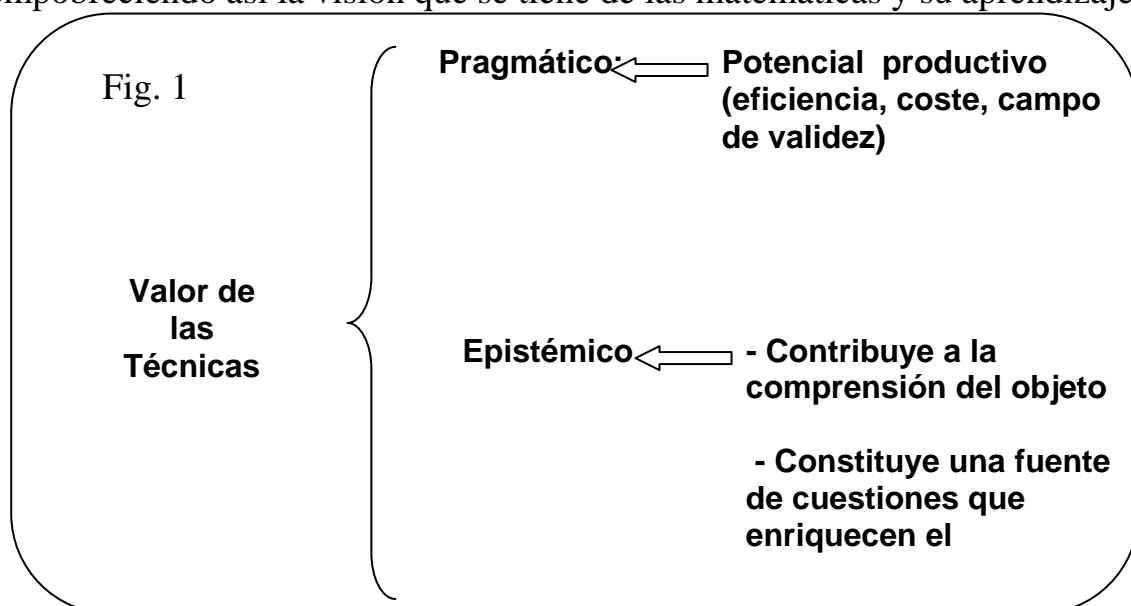 empobreciendo así la visión que se tiene de las matemáticas y su aprendizaje
Fig. 1
Pragmático:
Potencial productivo
(eficiencia, coste, campo
de validez)
Valor de
las
Técnicas
Epistémico
- Contribuye a la
comprensión del objeto
- Constituye una fuente
de cuestiones que
enriquecen el